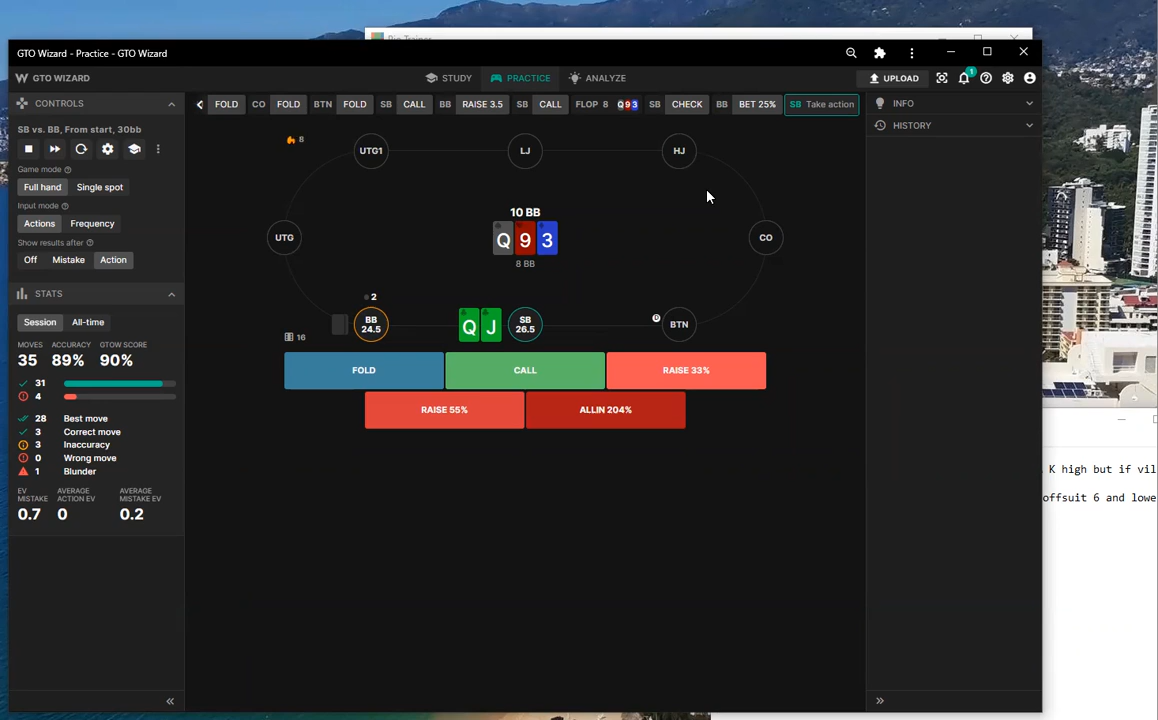 GTO Wizard - Practice - GTO Wizard
GTO WIZARD
STUDY
PRACTICE
ANALYZE
UPLOAD
1
CONTROLS
FOLD CO FOLD BTN FOLD SB CALL BB RAISE 3.5 SB CALL FLOP 8 Q93 SB CHECK BB BET 25% SB Take action
INFO
HISTORY
SB vs. BB, From start, 30bb
Game mode
Full hand Single spot
Input mode
Actions Frequency
Show results after
Off Mistake Action
STATS
Session All-time
MOVES ACCURACY GTOW SCORE
35 89% 90%
31
4
28 Best move
3 Correct move
3 Inaccuracy
0 Wrong move
1 Blunder
EV MISTAKE
AVERAGE ACTION EV
AVERAGE MISTAKE EV
0.7 0 0.2
8
UTG1
LJ
HJ
UTG
10 BB
Q 9 3
8 BB
CO
2
BB
24.5
Q J
SB
26.5
D
BTN
16
FOLD
CALL
RAISE 33%
RAISE 55%
ALLIN 204%
K high but if vil
offsuit 6 and lowe